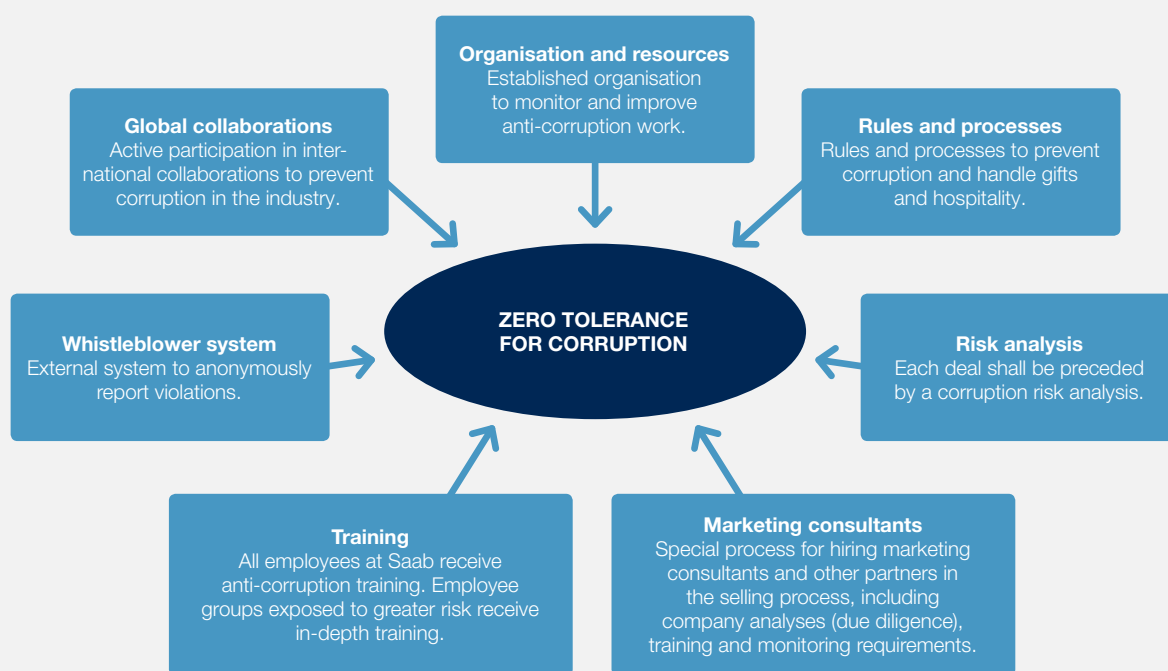 Organisation and resources
Established organisation
to monitor and improve
anti-corruption work.
Global collaborations
Active participation in inter-
national collaborations to prevent
corruption in the industry.
Rules and processes
Rules and processes to prevent
corruption and handle gifts
and hospitality.
ZERO TOLERANCE
FOR CORRUPTION
Whistleblower system
External system to anonymously
report violations.
Risk analysis
Each deal shall be preceded
by a corruption risk analysis.
Training
All employees at Saab receive
anti-corruption training. Employee
groups exposed to greater risk receive
in-depth training.
Marketing consultants
Special process for hiring marketing
consultants and other partners in
the selling process, including
company analyses (due diligence),
training and monitoring requirements.